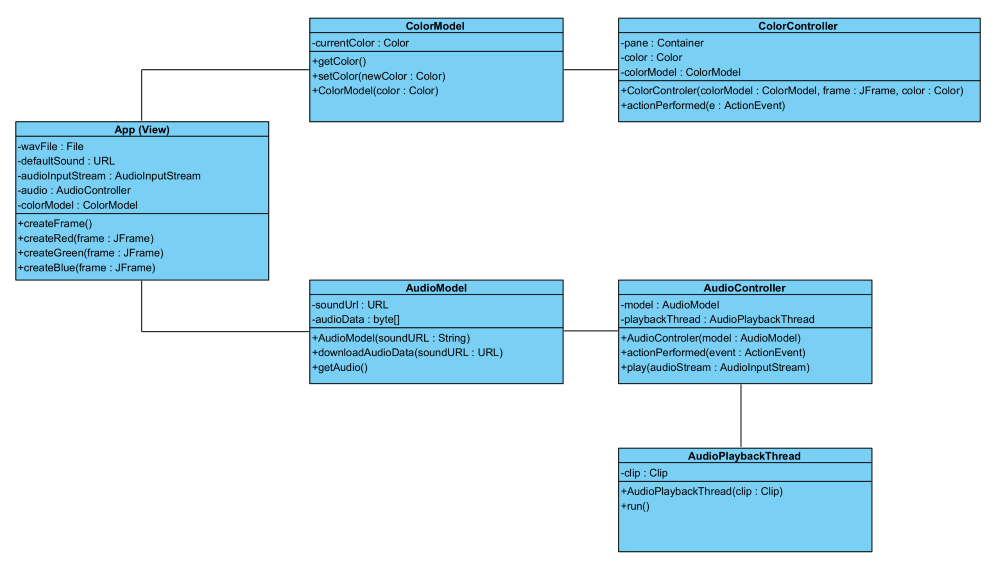 ColorModel
-currentColor : Color
+getColor()
+setColor(newColor : Color)
+ColorModel(color : Color)
ColorController
-pane : Container
-color : Color
-colorModel : ColorModel
+ColorControler(colorModel : ColorModel, frame : JFrame, color : Color)
+actionPerformed(e : ActionEvent)
App (View)
-wavFile : File
-defaultSound : URL
-audioInputStream : AudioInputStream
-audio : AudioController
-colorModel : ColorModel
+createFrame()
+createRed(frame : JFrame)
+createGreen(frame : JFrame)
+createBlue(frame : JFrame)
AudioModel
-soundUrl : URL
-audioData : byte[]
+AudioModel(soundURL : String)
+downloadAudioData(soundURL : URL)
+getAudio()
AudioController
-model : AudioModel
-playbackThread : AudioPlaybackThread
+AudioControler(model : AudioModel)
+actionPerformed(event : ActionEvent)
+play(audioStream : AudioInputStream)
AudioPlaybackThread
-clip : Clip
+AudioPlaybackThread(clip : Clip)
+run()